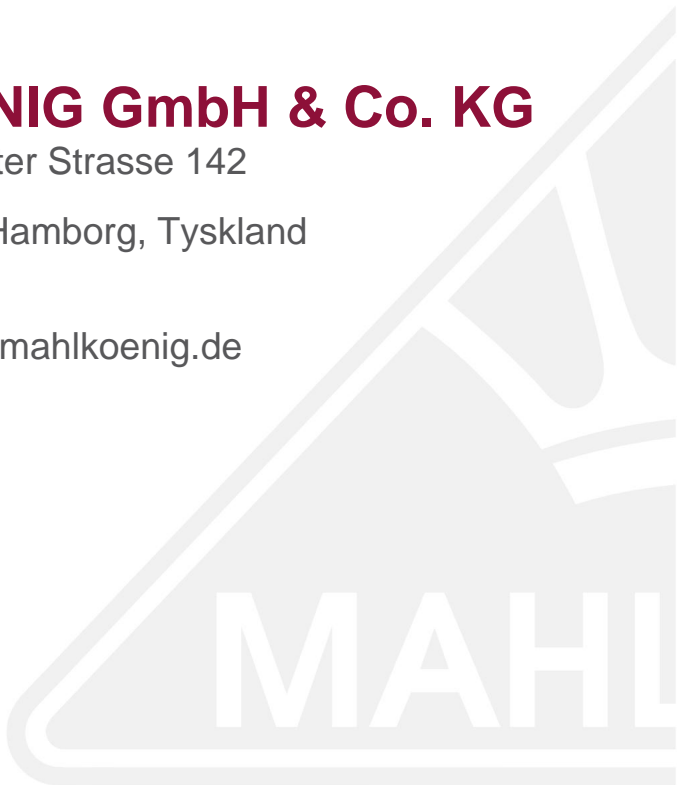 NIG GmbH & Co. KG
ter Strasse 142
Hamborg, Tyskland
mahlkoenig.de
MAHL